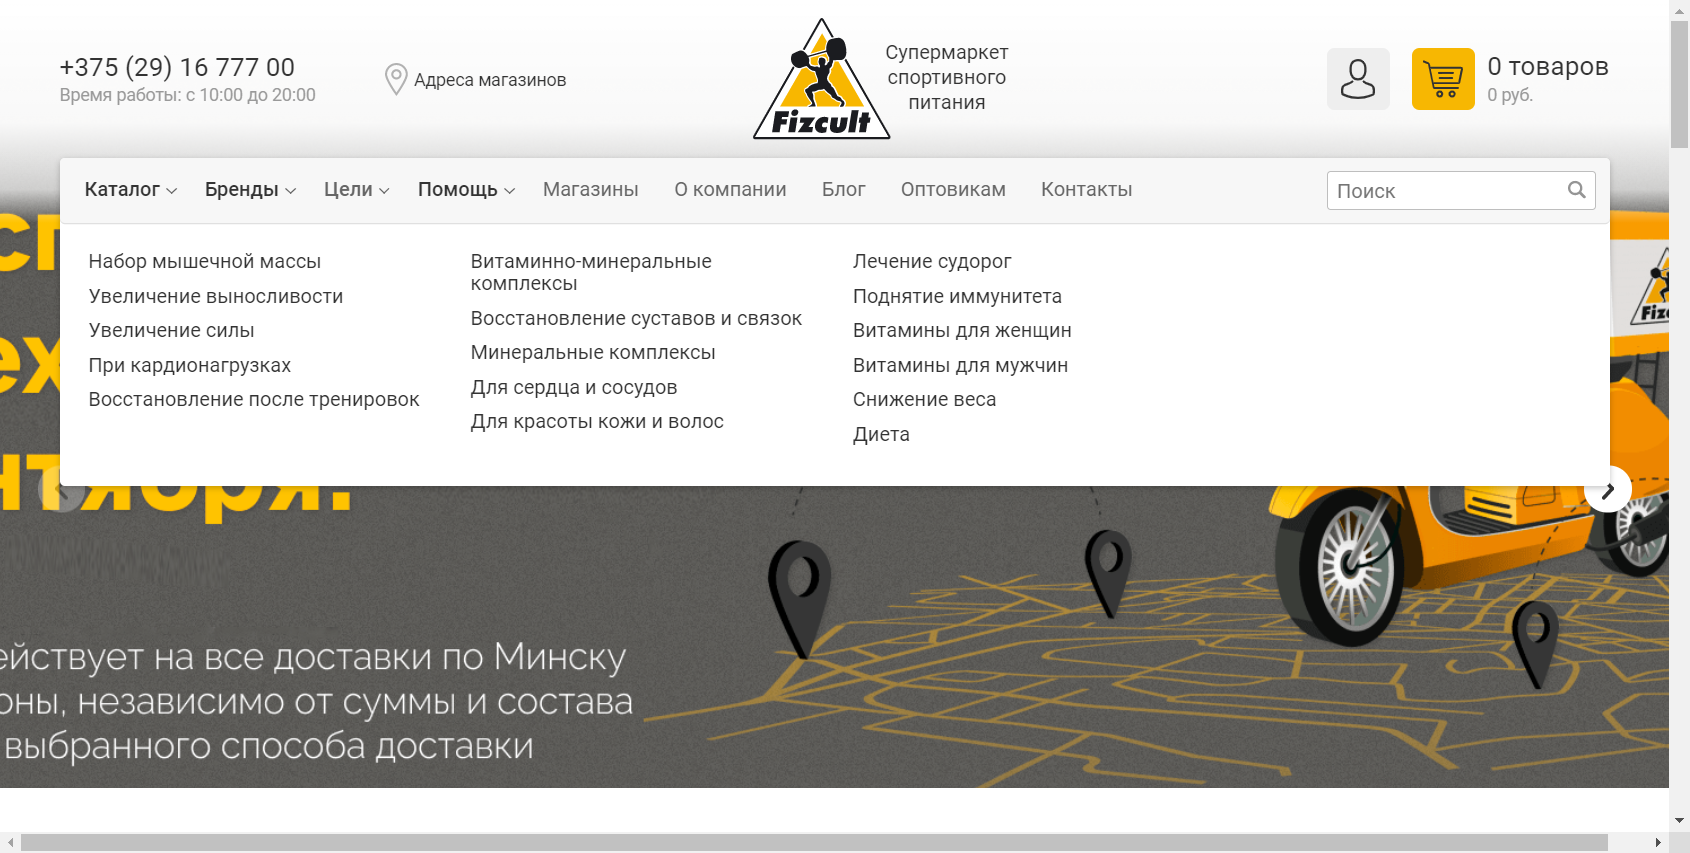 +375 (29) 16 777 00
Время работы: с 10:00 до 20:00
Адреса магазинов
Fizcult
Супермаркет
спортивного
питания
0 товаров
0 руб.
Каталог
Бренды
Цели
Помощь
Магазины
О компании
Блог
Оптовикам
Контакты
Поиск
Набор мышечной массы
Увеличение выносливости
Увеличение силы
При кардионагрузках
Восстановление после тренировок
Витаминно-минеральные
комплексы
Восстановление суставов и связок
Минеральные комплексы
Для сердца и сосудов
Для красоты кожи и волос
Лечение судорог
Поднятие иммунитета
Витамины для женщин
Витамины для мужчин
Снижение веса
Диета
ействует на все доставки по Минску
оны, независимо от суммы и состава
выбранного способа доставки